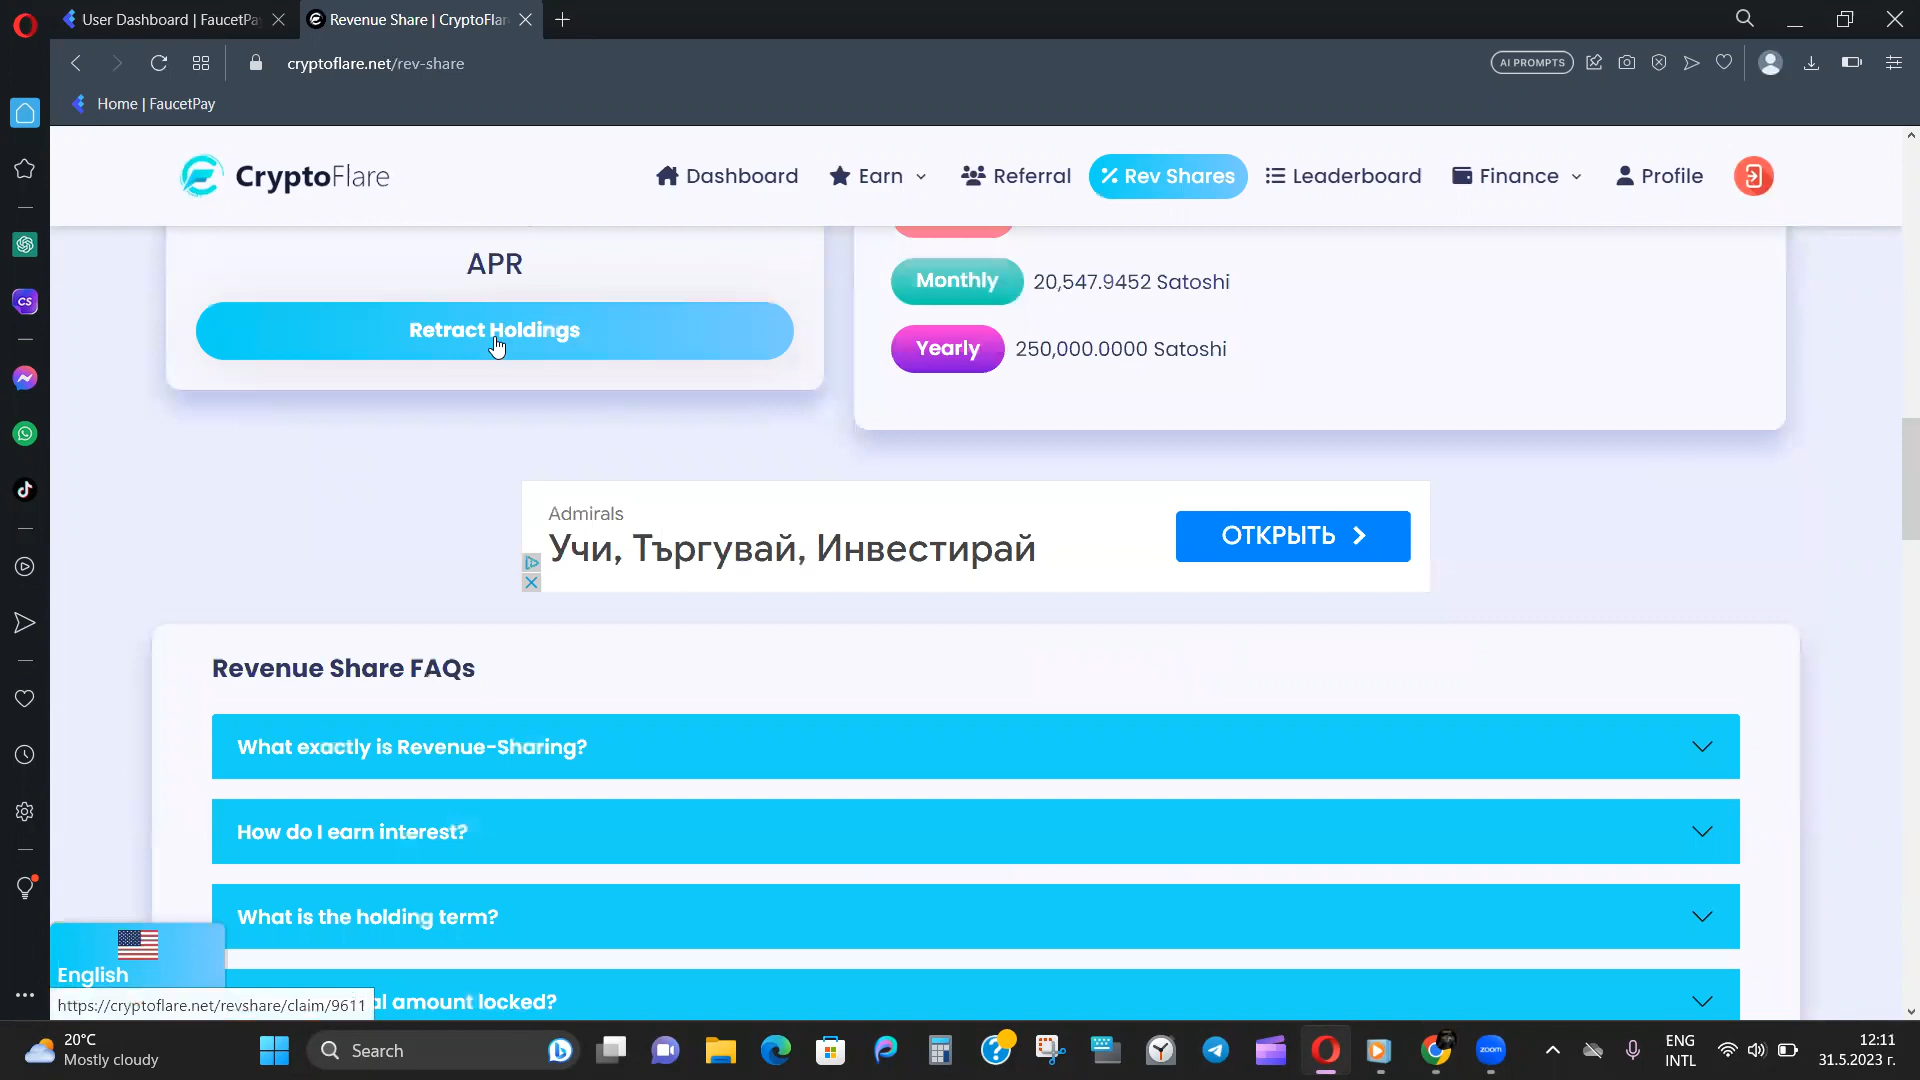 User Dashboard | FaucetPa
Revenue Share | CryptoFlar
cryptoflare.net/rev-share
AI PROMPTS
Home | FaucetPay
CryptoFlare
Dashboard
Earn
Referral
Rev Shares
Leaderboard
Finance
Profile
APR
Retract Holdings
Monthly 20,547.9452 Satoshi
Yearly 250,000.0000 Satoshi
Admirals
Учи, Търгувай, Инвестирай
ОТКРЫТЬ
Revenue Share FAQs
What exactly is Revenue-Sharing?
How do I earn interest?
What is the holding term?
al amount locked?
English
https://cryptoflare.net/revshare/claim/9611
CS
20°C
Mostly cloudy
Search
zoom
ENG
INTL
12:11
31.5.2023 г.